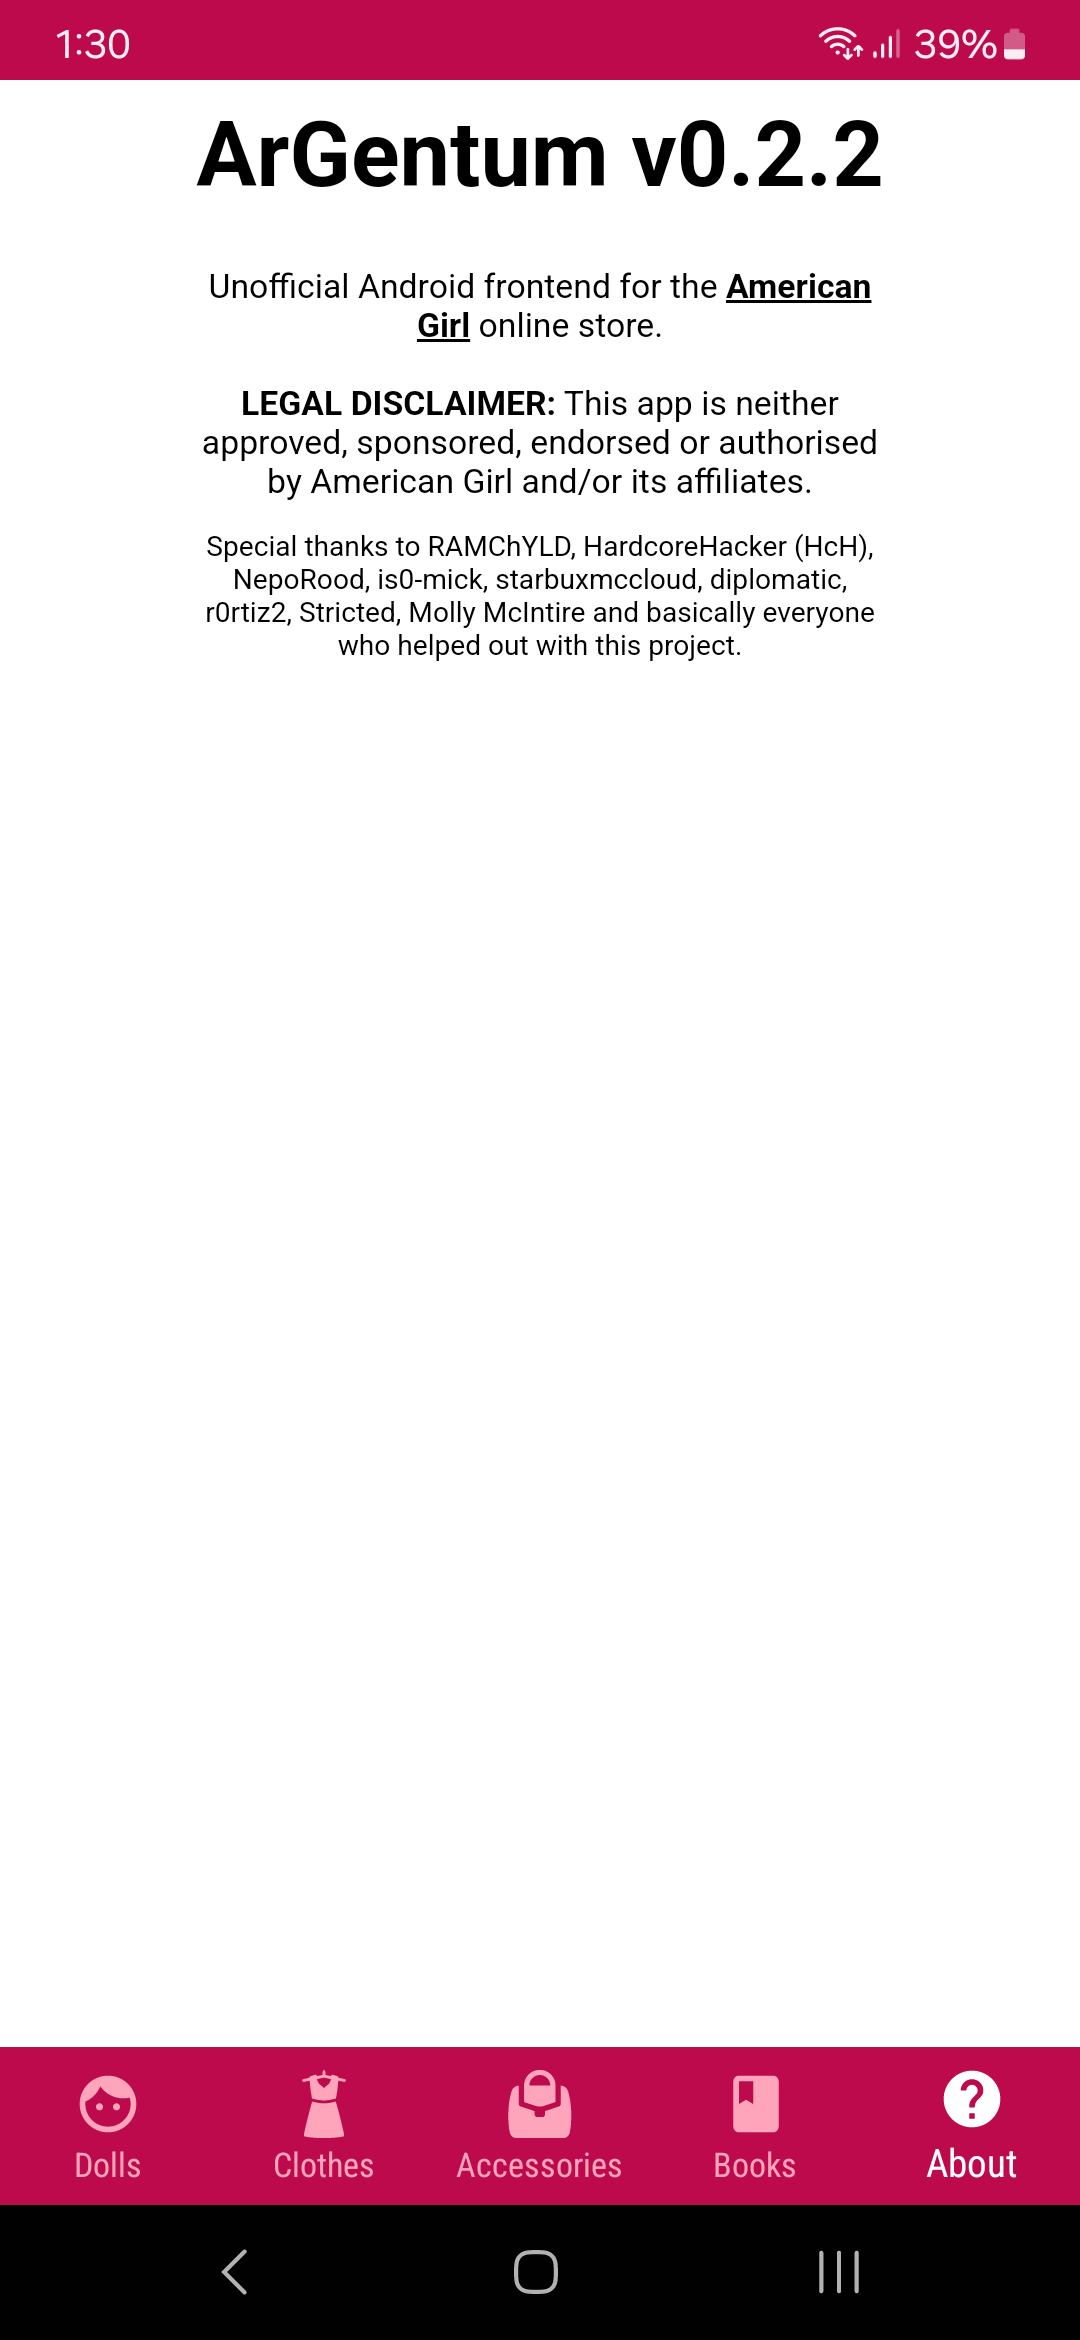 1:30
39%
ArGentum v0.2.2
Unofficial Android frontend for the American
Girl online store.
LEGAL DISCLAIMER: This app is neither
approved, sponsored, endorsed or authorised
by American Girl and/or its affiliates.
Special thanks to RAMChYLD, HardcoreHacker (HcH),
NepoRood, is0-mick, starbuxmccloud, diplomatic,
r0rtiz2, Stricted, Molly McIntire and basically everyone
who helped out with this project.
Dolls
Clothes
Accessories
Books
About